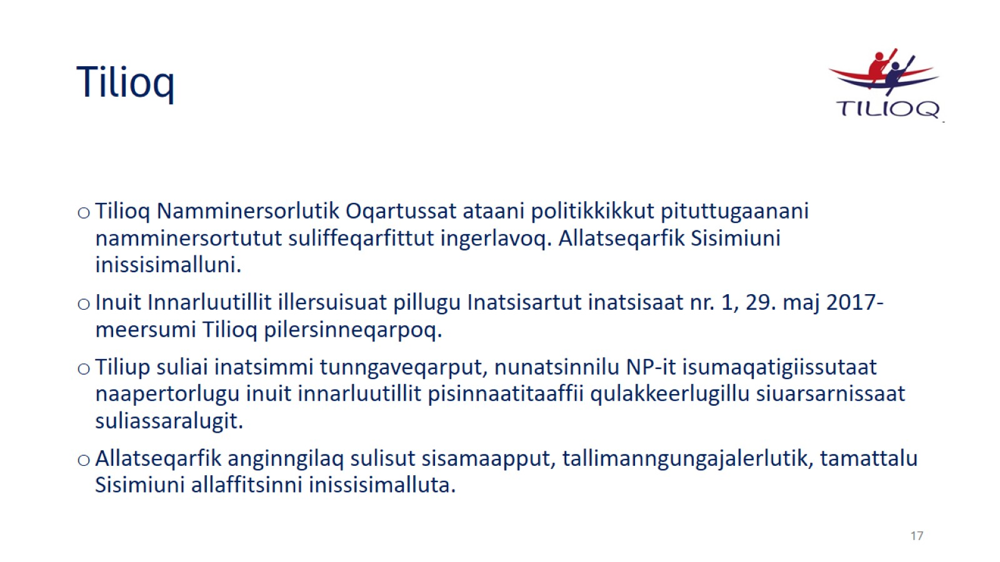 Tilioq
TILIOQ
○ Tilioq Namminersorlutik Oqartussat ataani politikkikkut pituttugaanani
namminersortutut suliffeqarfittut ingerlavoq. Allatseqarfik Sisimiuni
inissisimalluni.
○ Inuit Innarluutillit illersuisuat pillugu Inatsisartut inatsisaat nr. 1, 29. maj 2017-
meersumi Tilioq pilersinneqarpoq.
○ Tiliup suliai inatsimmi tunngaveqarput, nunatsinnilu NP-it isumaqatigiissutaat
naapertorlugu inuit innarluutillit pisinnaatitaaffii qulakkeerlugillu siuarsarnissaat
suliassaralugit.
○ Allatseqarfik anginngilaq sulisut sisamaapput, tallimanngungajalerlutik, tamattalu
Sisimiuni allaffitsinni inissisimalluta.
17